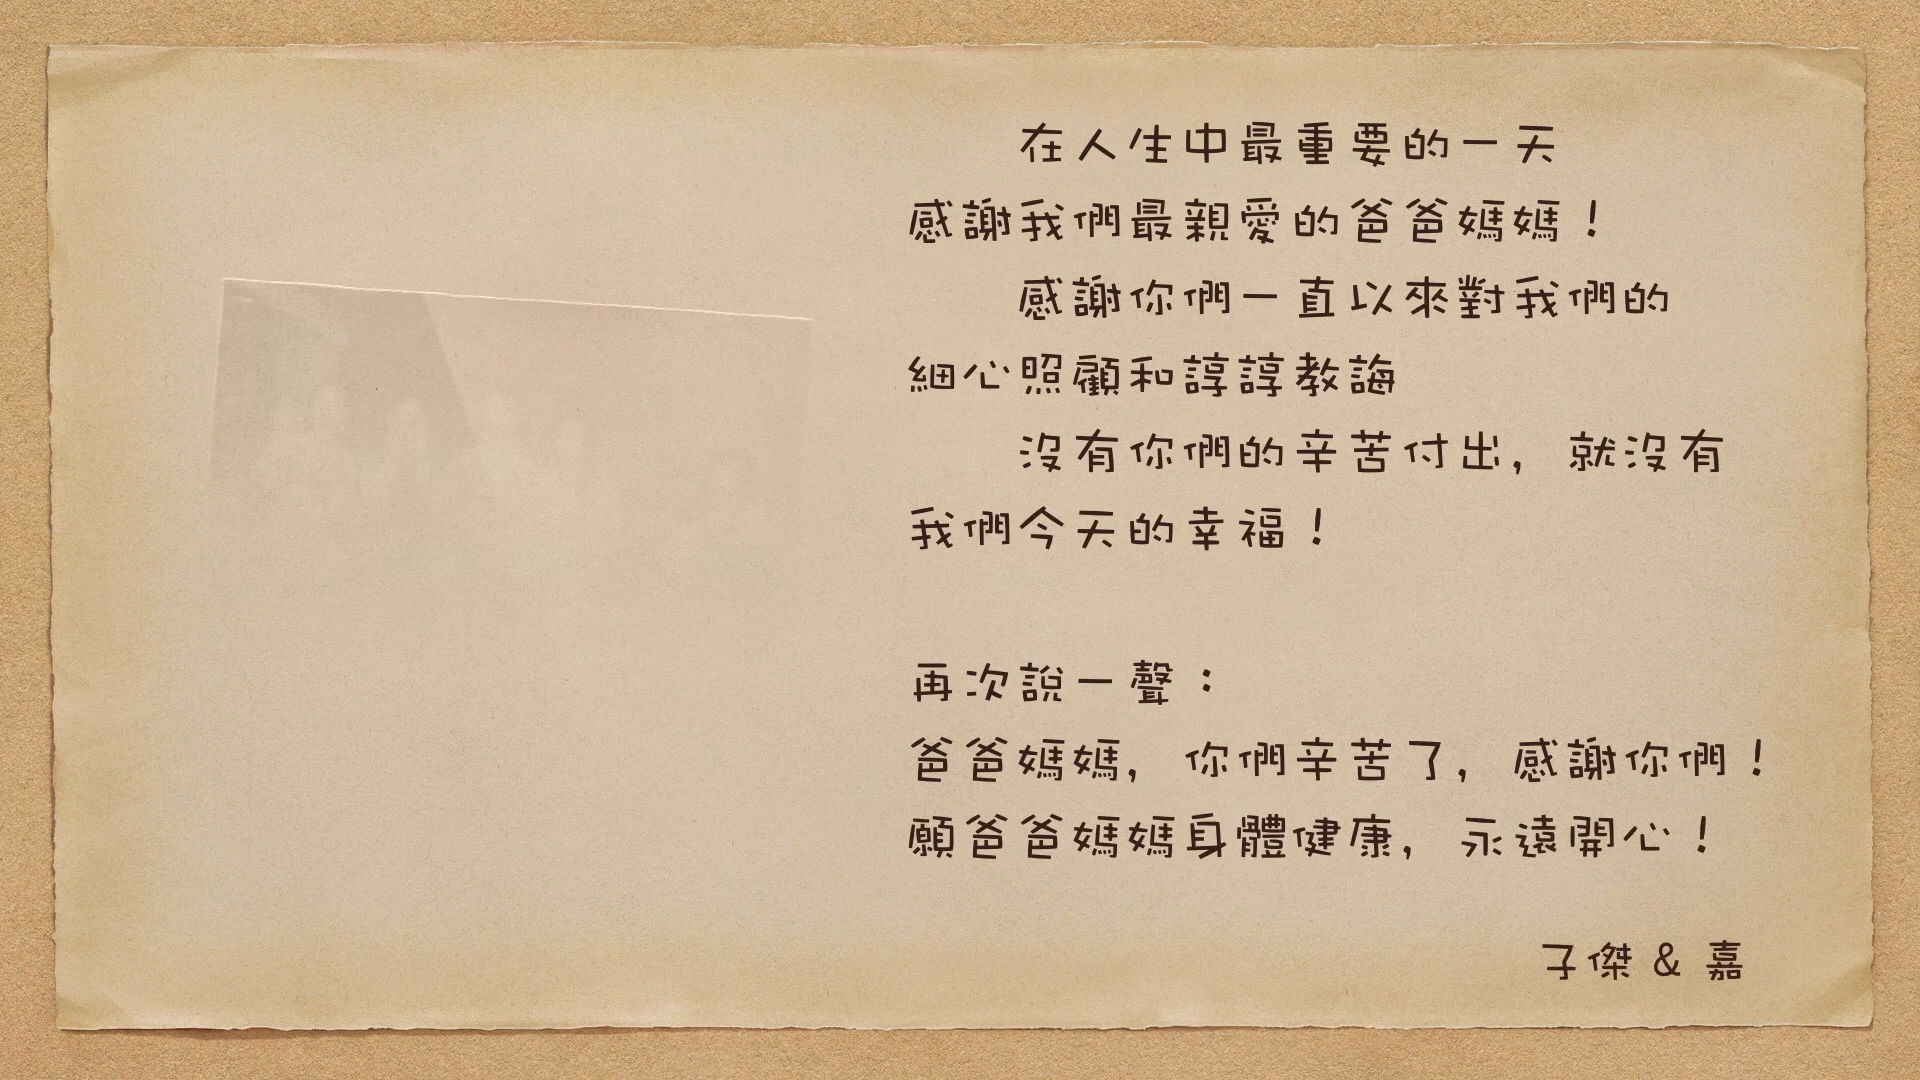 在人生中最重要的一天
感謝我們最親愛的爸爸媽媽！
感謝你們一直以來對我們的
細心照顧和諄諄教誨
沒有你們的辛苦付出，就沒有
我們今天的幸福！
再次說一聲：
爸爸媽媽，你們辛苦了，感謝你們！
願爸爸媽媽身體健康，永遠開心！
子傑 & 嘉